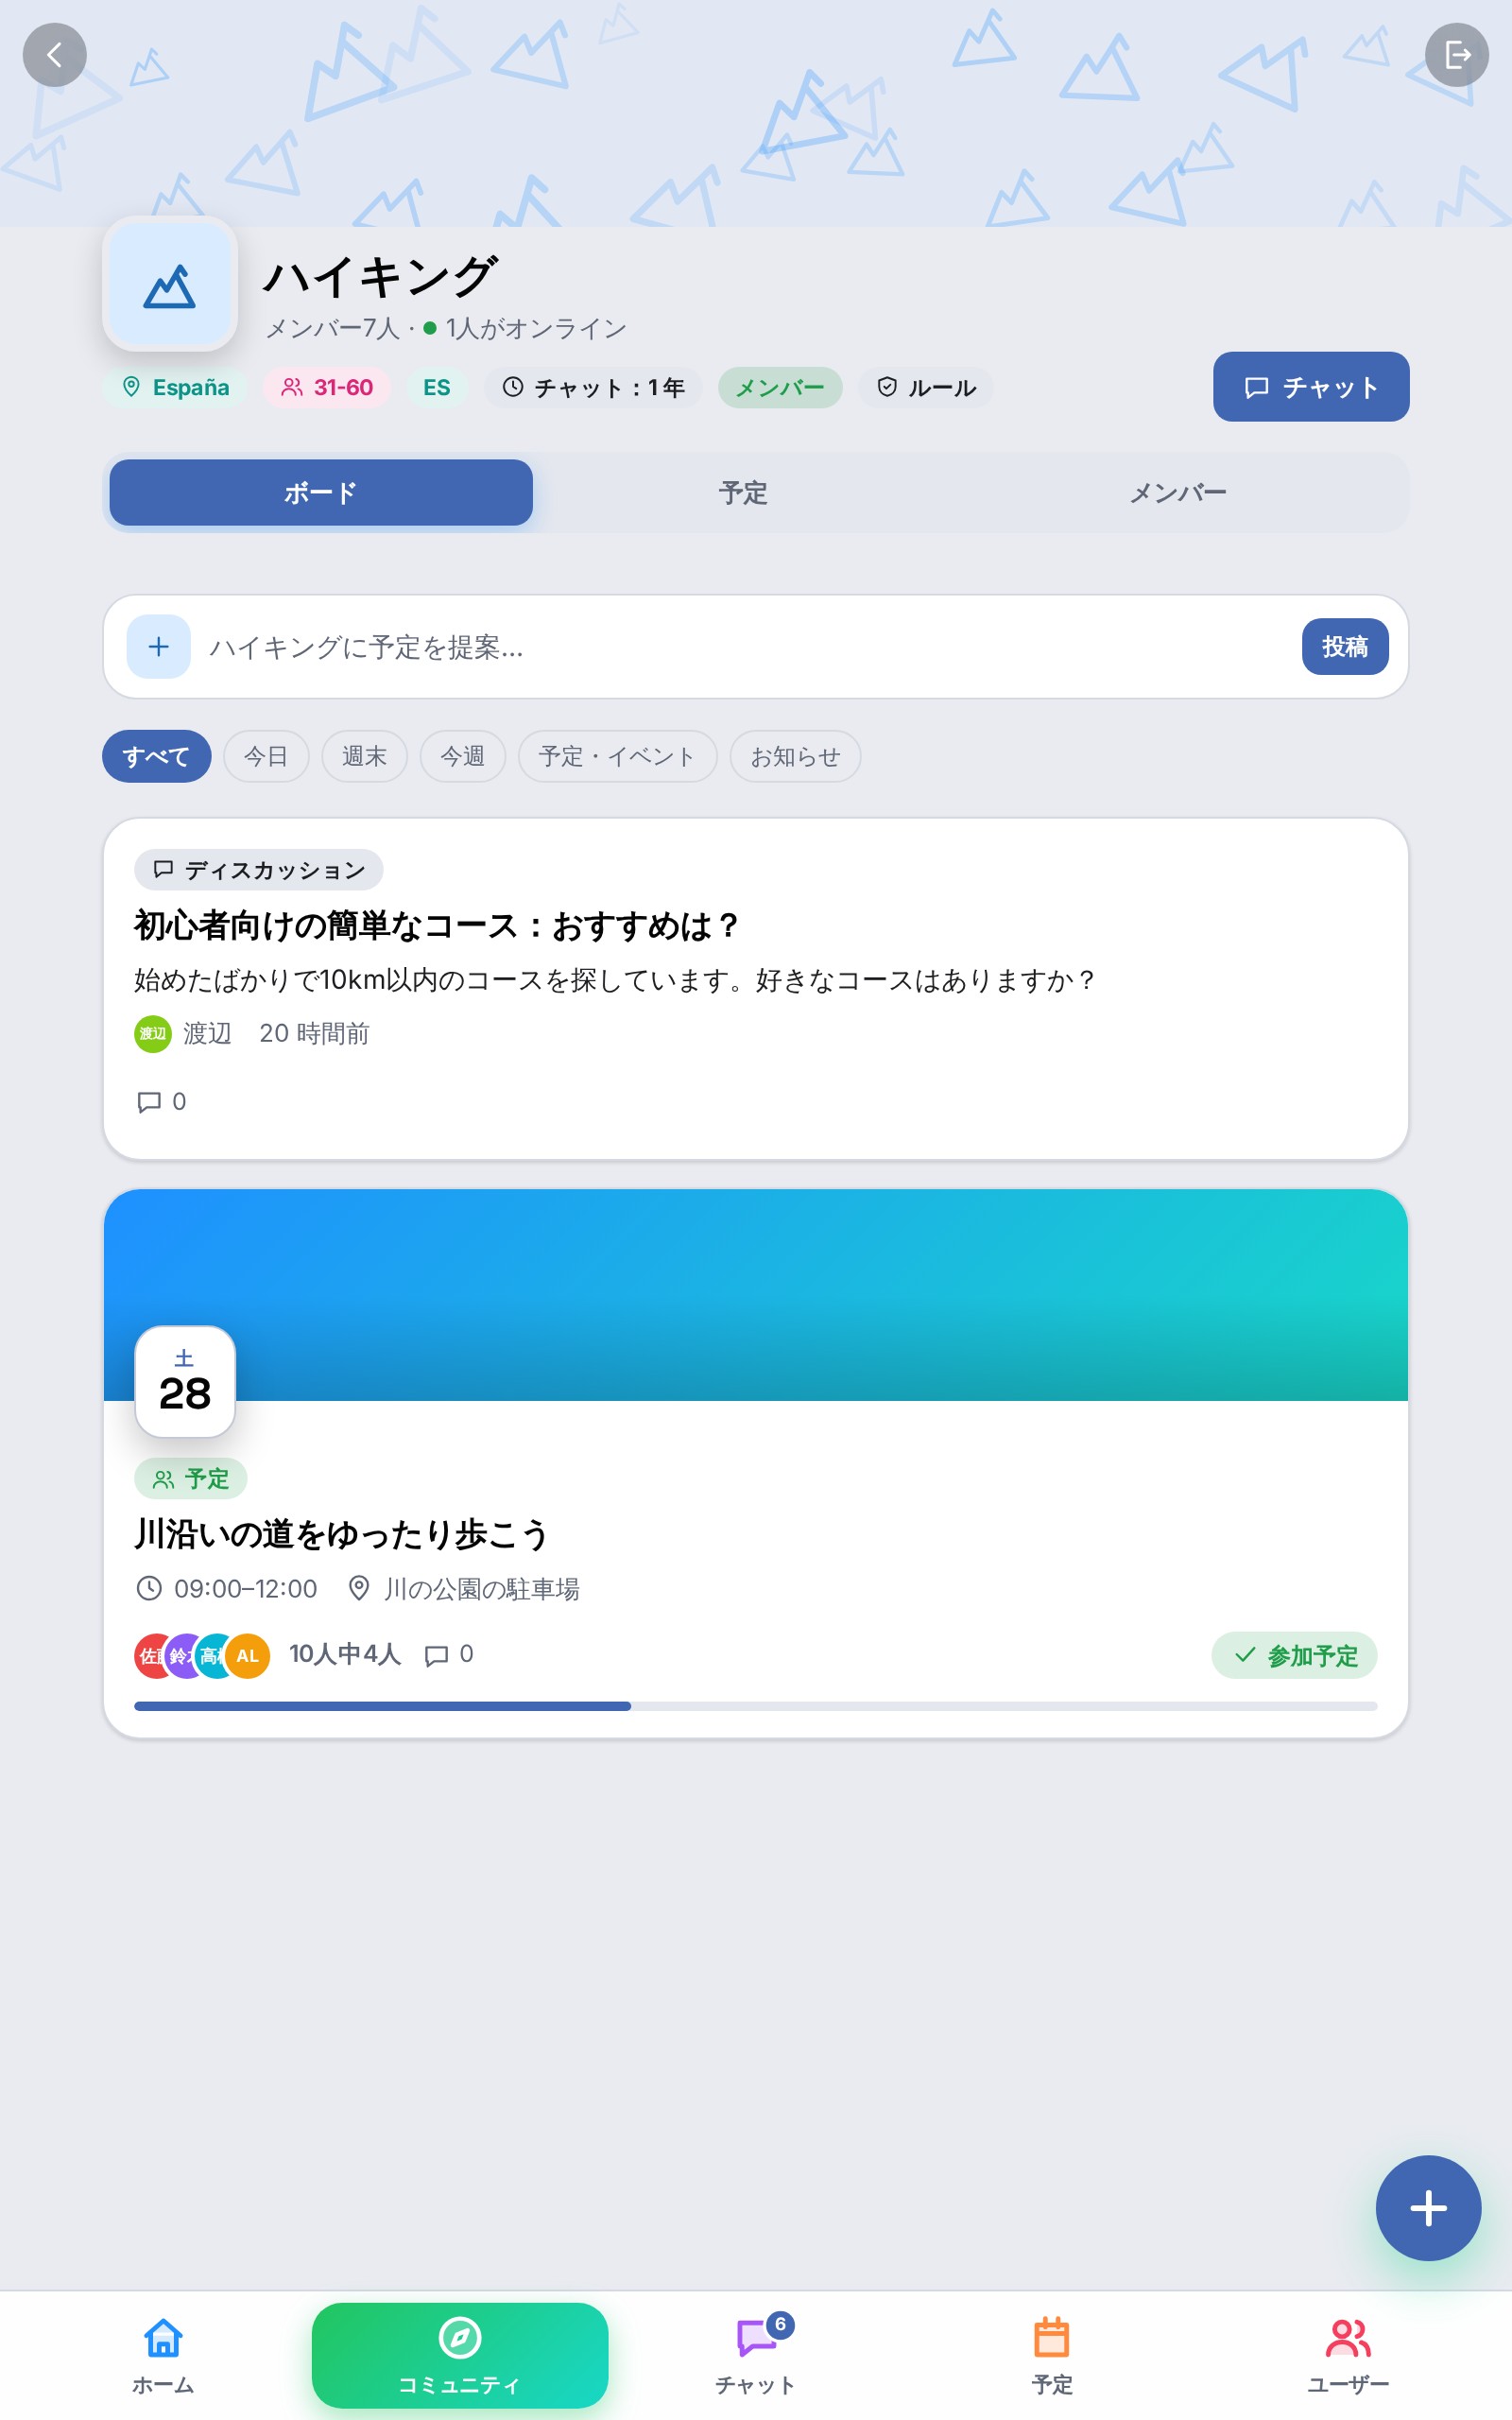 ハイキング
メンバー7人 · 1人がオンライン
España 31-60 ES チャット：1 年 メンバー ルール チャット
ボード 予定 メンバー
ハイキングに予定を提案... 投稿
すべて 今日 週末 今週 予定・イベント お知らせ
ディスカッション
初心者向けの簡単なコース：おすすめは？
始めたばかりで10km以内のコースを探しています。好きなコースはありますか？
渡辺 渡辺 20 時間前
0
土
28
予定
川沿いの道をゆったり歩こう
09:00–12:00 川の公園の駐車場
AL 10人中4人 0 参加予定
6
ホーム コミュニティ チャット 予定 ユーザー